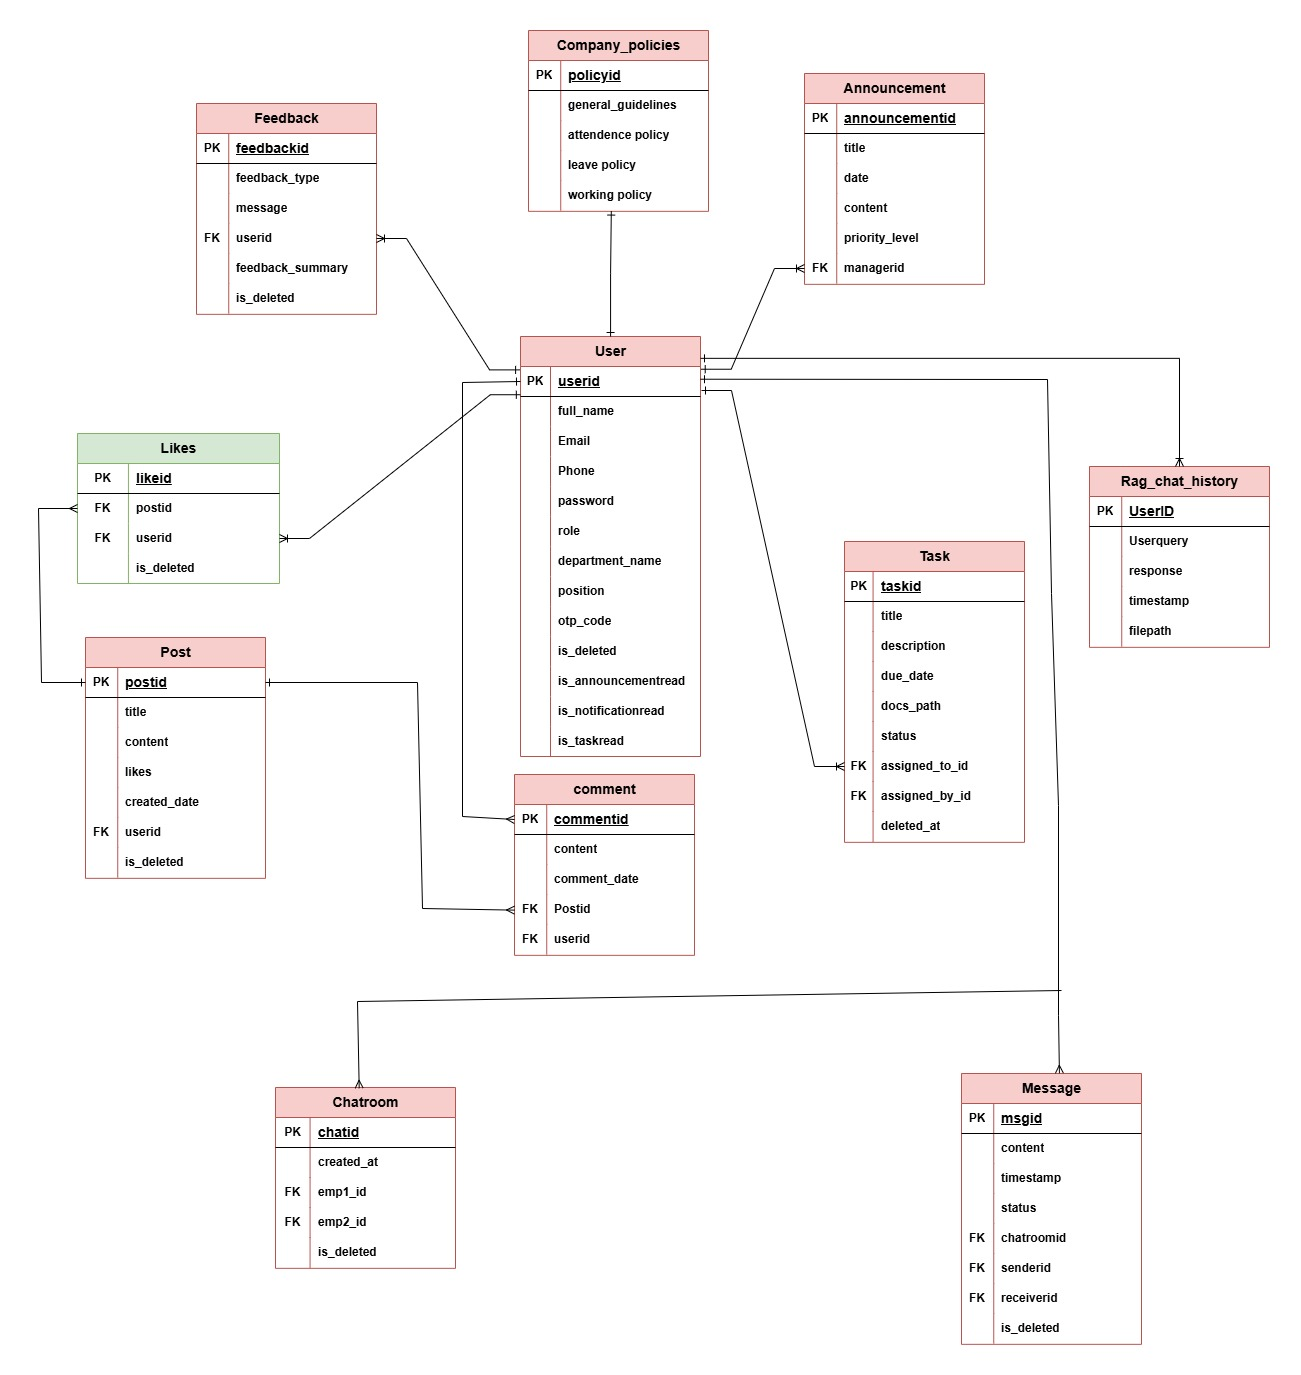 Company_policies
PK policyid
general_guidelines
attendence policy
leave policy
working policy
Announcement
PK announcementid
title
date
content
priority_level
FK managerid
Feedback
PK feedbackid
feedback_type
message
FK userid
feedback_summary
is_deleted
User
PK userid
full_name
Email
Phone
password
role
department_name
position
otp_code
is_deleted
is_announcementread
is_notificationread
is_taskread
Likes
PK likeid
FK postid
FK userid
is_deleted
Rag_chat_history
PK UserID
Userquery
response
timestamp
filepath
Task
PK taskid
title
description
due_date
docs_path
status
FK assigned_to_id
FK assigned_by_id
deleted_at
Post
PK postid
title
content
likes
created_date
FK userid
is_deleted
comment
PK commentid
content
comment_date
FK Postid
FK userid
Chatroom
PK chatid
created_at
FK emp1_id
FK emp2_id
is_deleted
Message
PK msgid
content
timestamp
status
FK chatroomid
FK senderid
FK receiverid
is_deleted